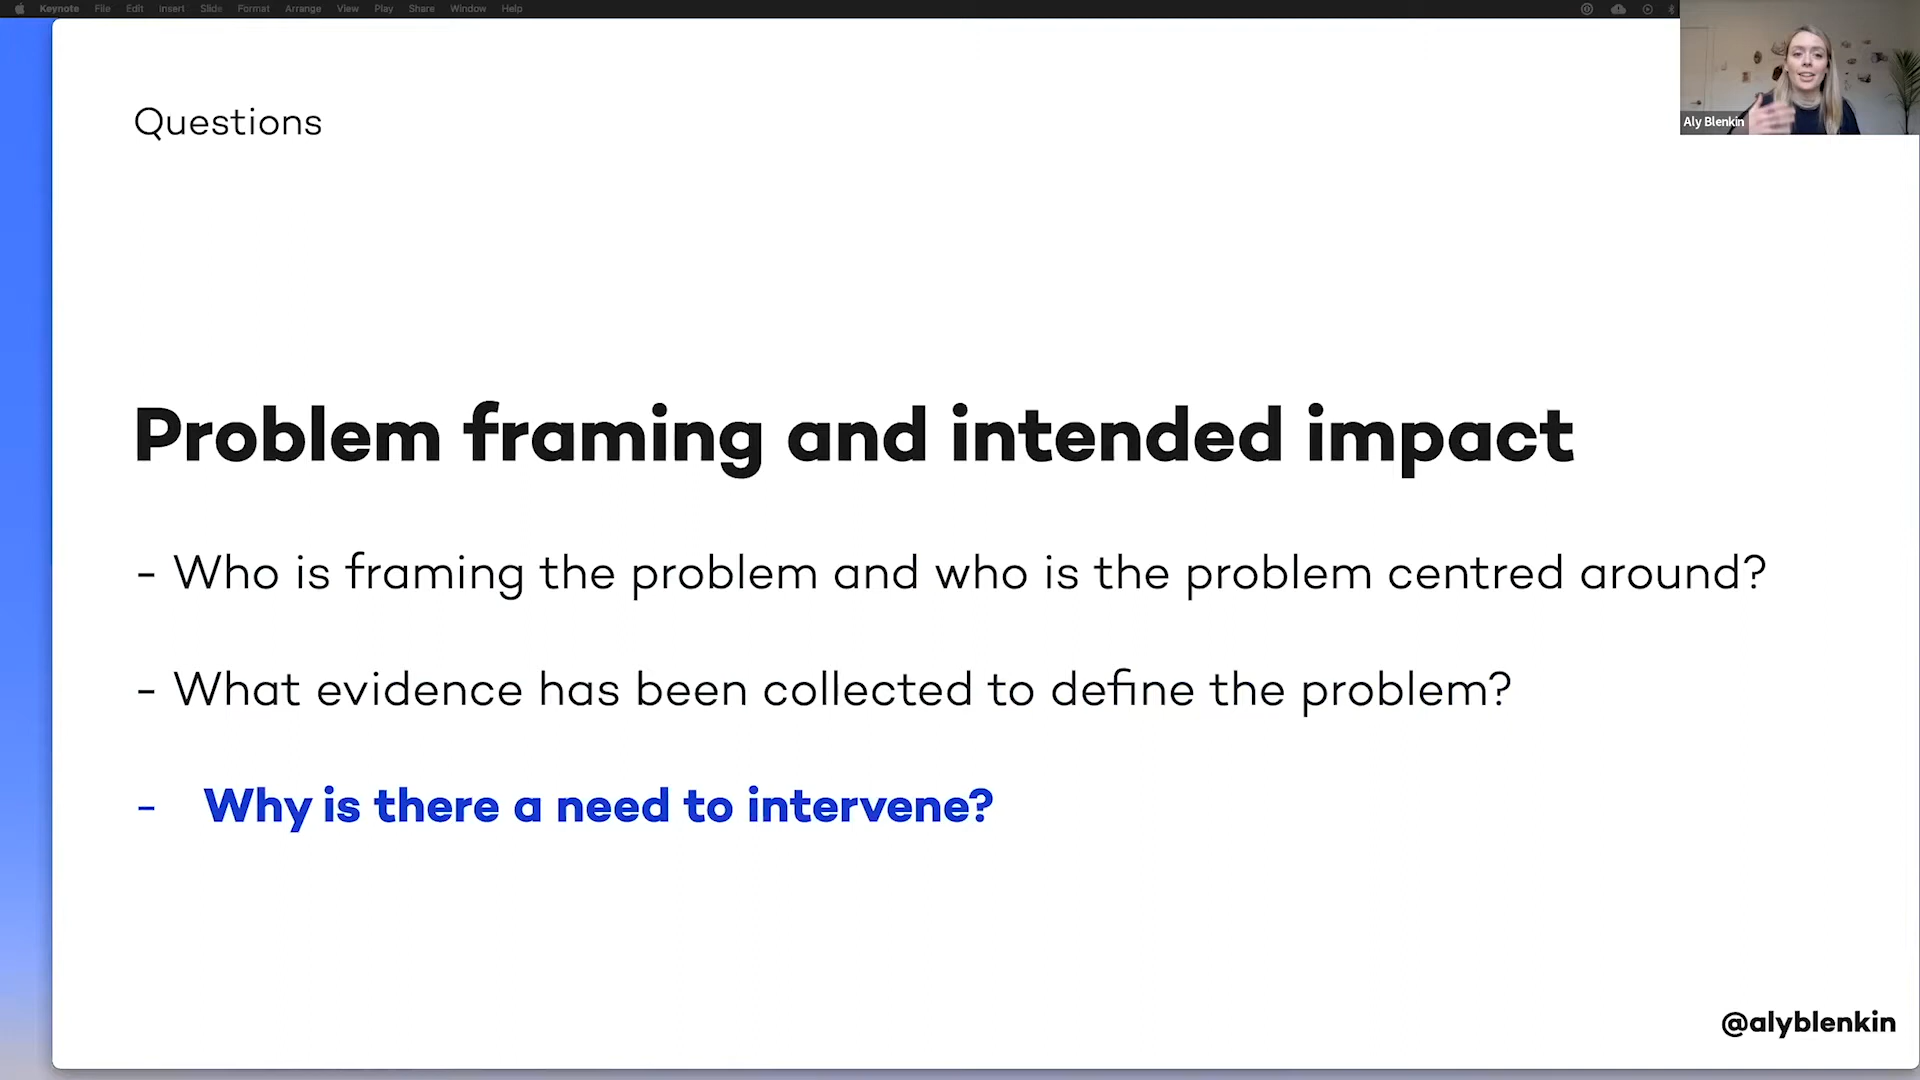 Keynote File Edit Insert Slide Format Arrange View Play Share Window Help
Aly Blenkin
Questions
Problem framing and intended impact
- Who is framing the problem and who is the problem centred around?
- What evidence has been collected to define the problem?
- Why is there a need to intervene?
@alyblenkin